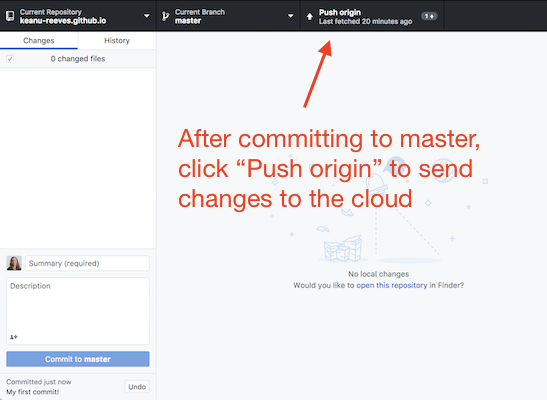 Current Repository
keanu-reeves.github.io
Current Branch
master
Push origin
Last fetched 20 minutes ago
1
Changes
History
0 changed files
After committing to master,
click “Push origin” to send
changes to the cloud
No local changes
Would you like to open this repository in Finder?
Summary (required)
Description
Commit to master
Committed just now
My first commit!
Undo